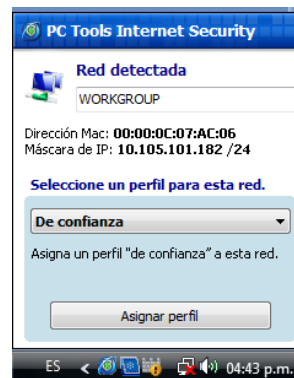 PC Tools Internet Security
Red detectada
WORKGROUP
Dirección Mac: 00:00:0C:07:AC:06
Máscara de IP: 10.105.101.182 /24
Seleccione un perfil para esta red.
De confianza
Asigna un perfil "de confianza" a esta red.
Asignar perfil
ES < 04:43 p.m.